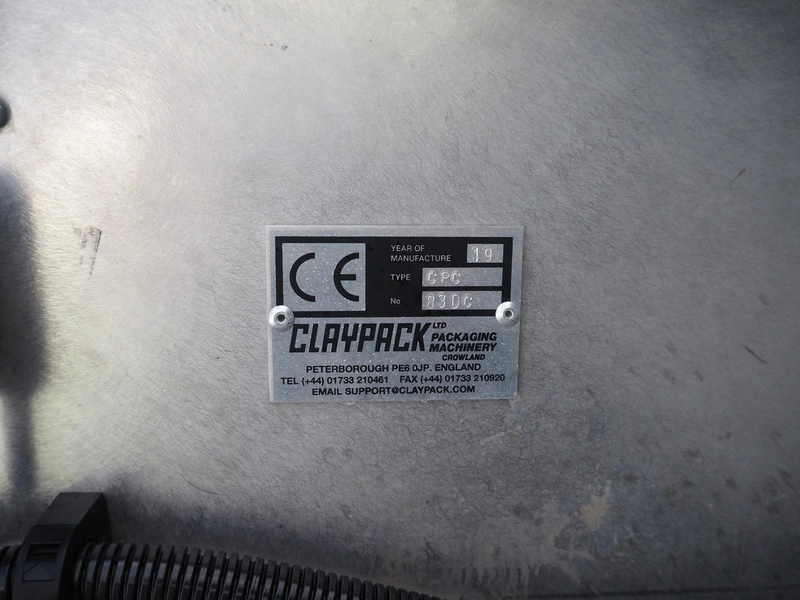 CE
YEAR OF
MANUFACTURE 19
TYPE CPC
No 830C
CLAYPACK LTD
PACKAGING
MACHINERY
CROWLAND
PETERBOROUGH PE6 0JP. ENGLAND
TEL (+44) 01733 210461 FAX (+44) 01733 210920
EMAIL SUPPORT@CLAYPACK.COM